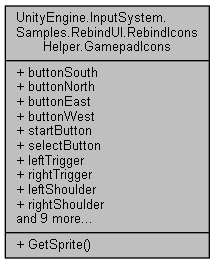 UnityEngine.InputSystem.
Samples.RebindUI.RebindIcons
Helper.GamepadIcons
+ buttonSouth
+ buttonNorth
+ buttonEast
+ buttonWest
+ startButton
+ selectButton
+ leftTrigger
+ rightTrigger
+ leftShoulder
+ rightShoulder
and 9 more...
+ GetSprite()